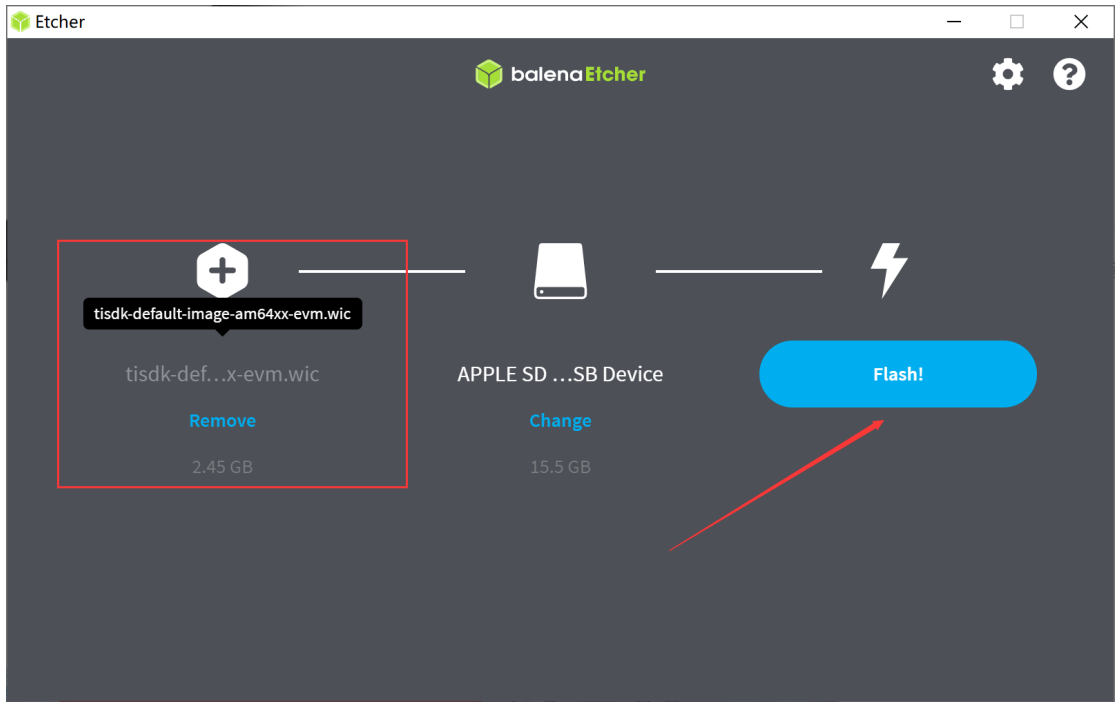 Etcher
balenaEtcher
tisdk-default-image-am64xx-evm.wic
tisdk-def...x-evm.wic
Remove
2.45 GB
APPLE SD ...SB Device
Change
15.5 GB
Flash!